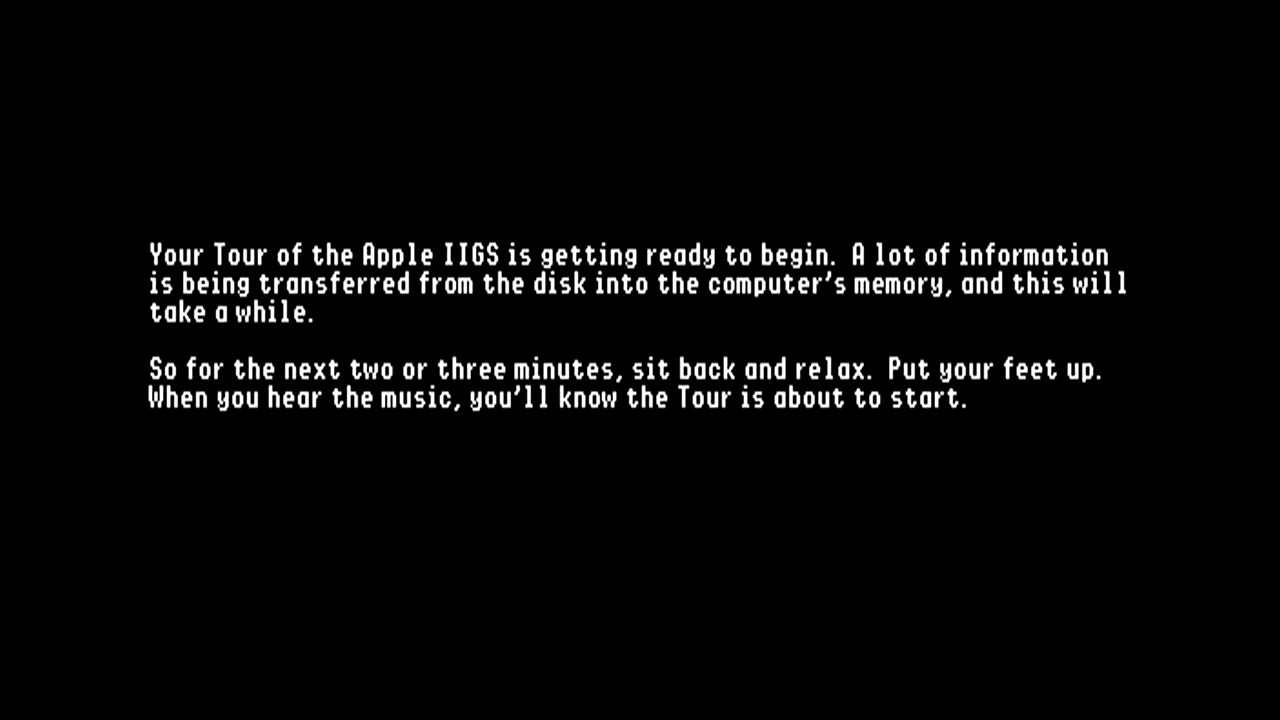 Your Tour of the Apple IIGS is getting ready to begin.  A lot of information
is being transferred from the disk into the computer's memory, and this will
take a while.
So for the next two or three minutes, sit back and relax.  Put your feet up.
When you hear the music, you'll know the Tour is about to start.